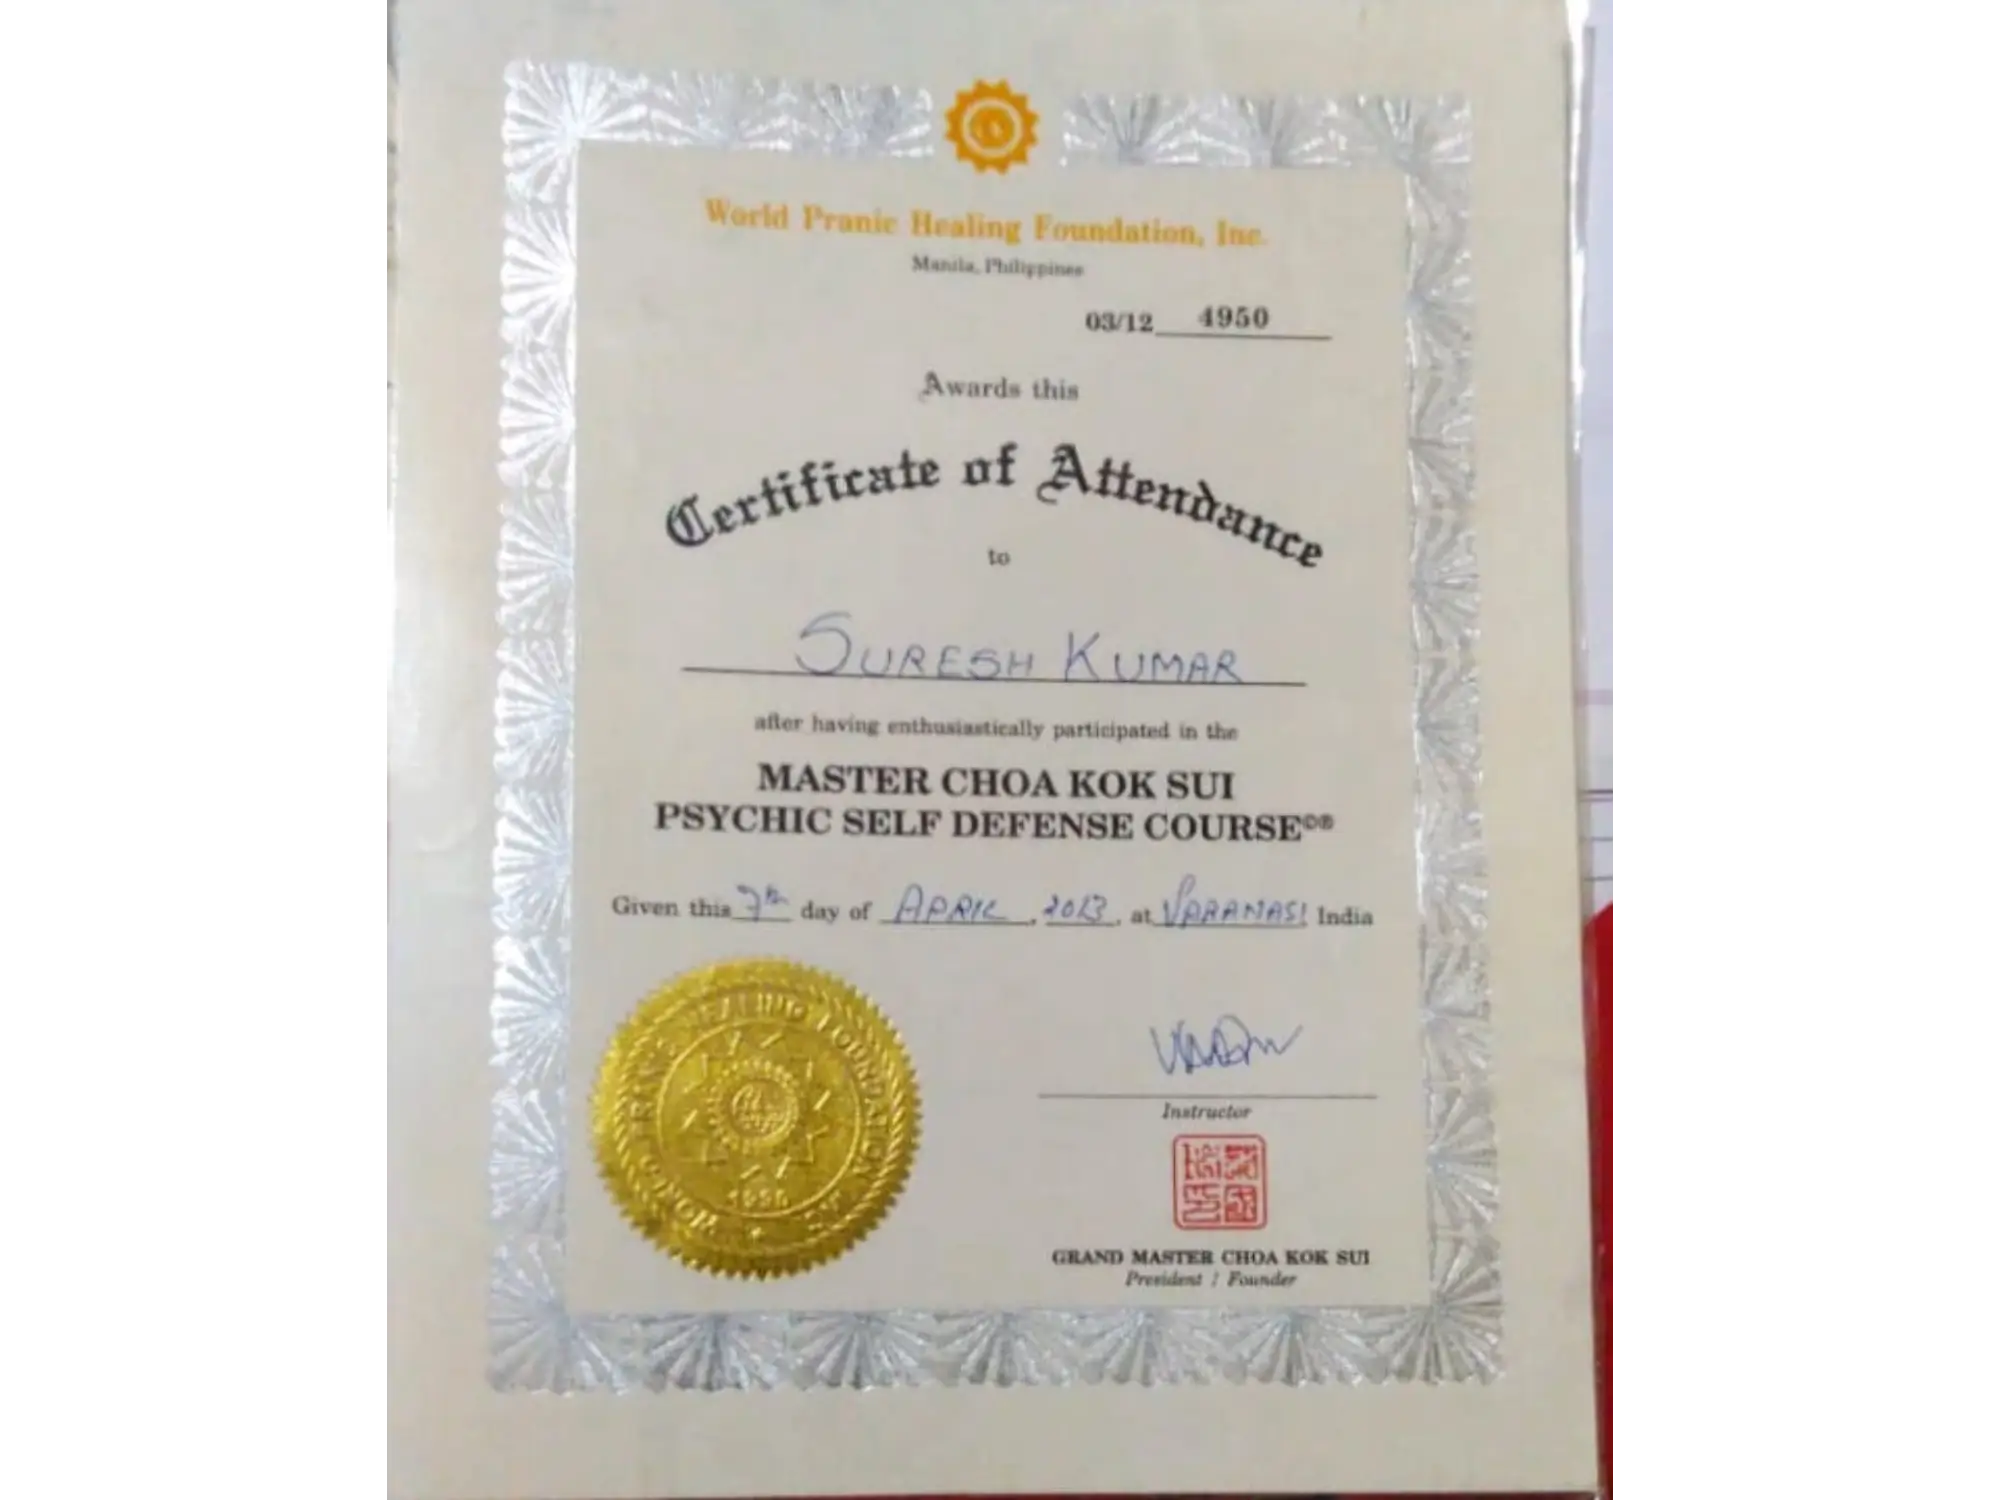 World Pranic Healing Foundation, Inc.
Manila, Philippines
03/12 4950
Awards this
Certificate of Attendance
to
SURESH KUMAR
after having enthusiastically participated in the
MASTER CHOA KOK SUI
PSYCHIC SELF DEFENSE COURSE©®
Given this 7th day of APRIL, 2013, at VARANASI India
HEALING FOUNDATION
Instructor
GRAND MASTER CHOA KOK SUI
President / Founder